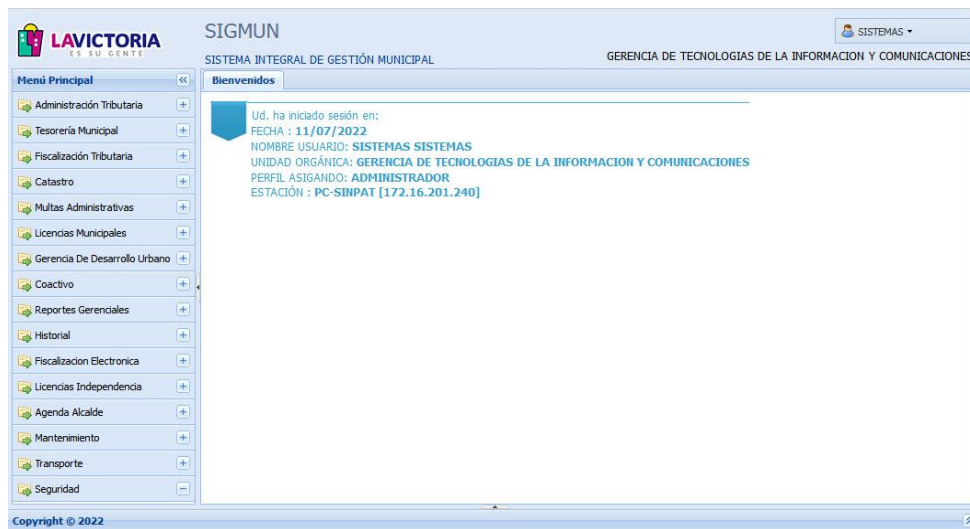 LAVICTORIA
ES SU GENTE
SIGMUN
SISTEMA INTEGRAL DE GESTIÓN MUNICIPAL
SISTEMAS
GERENCIA DE TECNOLOGIAS DE LA INFORMACION Y COMUNICACIONES
Menú Principal
Administración Tributaria
Tesorería Municipal
Fiscalización Tributaria
Catastro
Multas Administrativas
Licencias Municipales
Gerencia De Desarrollo Urbano
Coactivo
Reportes Gerenciales
Historial
Fiscalizacion Electronica
Licencias Independencia
Agenda Alcalde
Mantenimiento
Transporte
Seguridad
Bienvenidos
Ud. ha iniciado sesión en:
FECHA : 11/07/2022
NOMBRE USUARIO: SISTEMAS SISTEMAS
UNIDAD ORGÁNICA: GERENCIA DE TECNOLOGIAS DE LA INFORMACION Y COMUNICACIONES
PERFIL ASIGANDO: ADMINISTRADOR
ESTACIÓN : PC-SINPAT [172.16.201.240]
Copyright © 2022